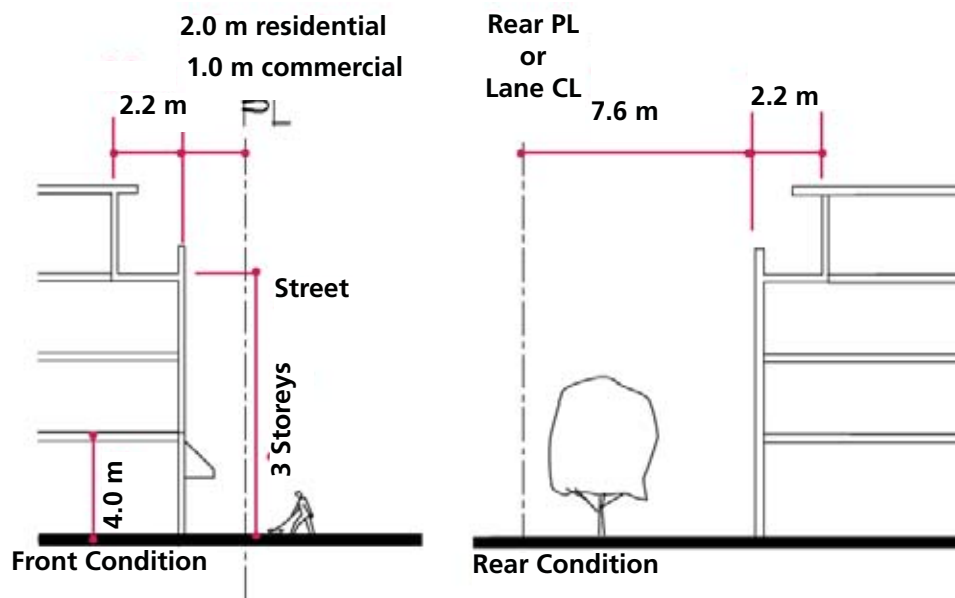 2.0 m residential
1.0 m commercial
2.2 m
PL
Street
3 Storeys
4.0 m
Front Condition
Rear PL
or
Lane CL
7.6 m
2.2 m
Rear Condition